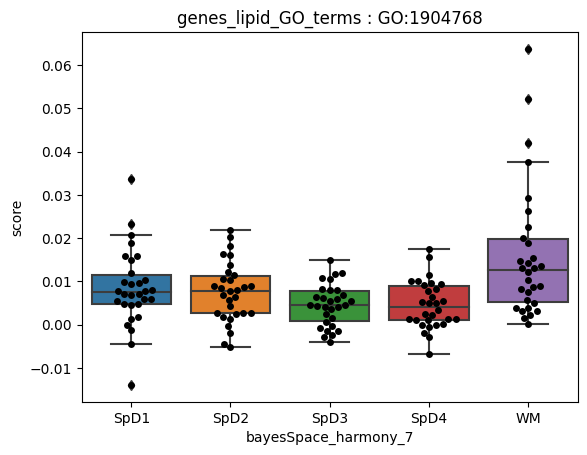 genes_lipid_GO_terms : GO:1904768
0.06
0.05
0.04
0.03
0.02
0.01
0.00
−0.01
score
SpD1 SpD2 SpD3 SpD4 WM
bayesSpace_harmony_7